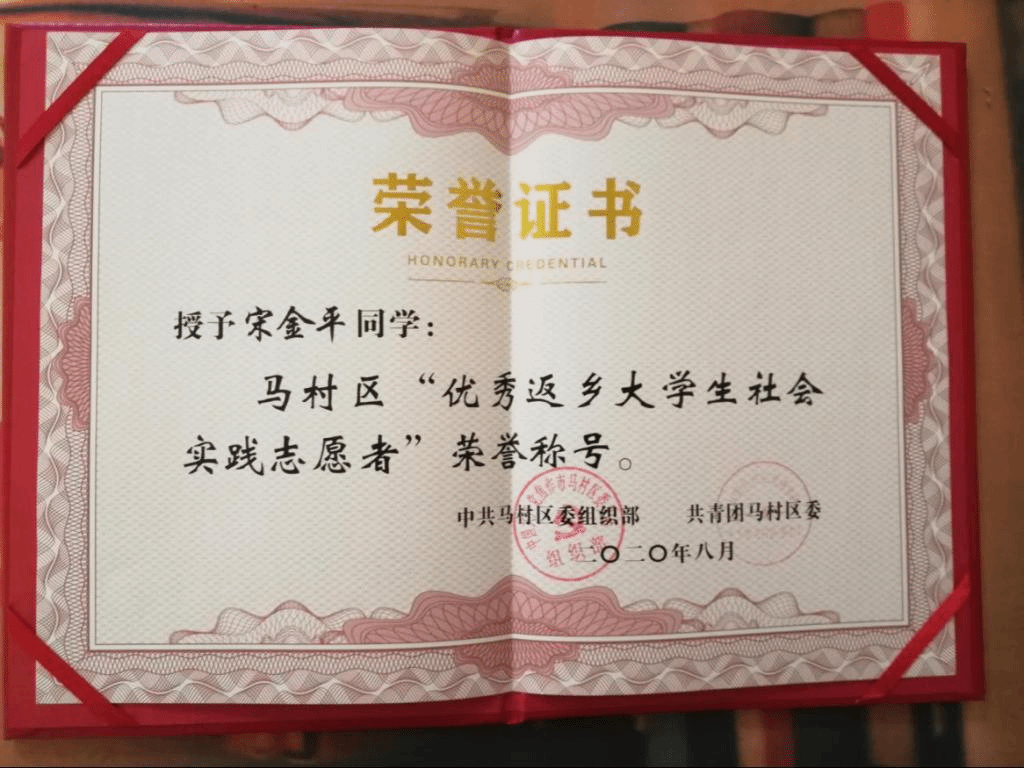 荣誉证书
HONORARY CREDENTIAL
授予宋金平同学：
马村区“优秀返乡大学生社会
实践志愿者”荣誉称号。
中共马村区委组织部 共青团马村区委
二〇二〇年八月
组织部